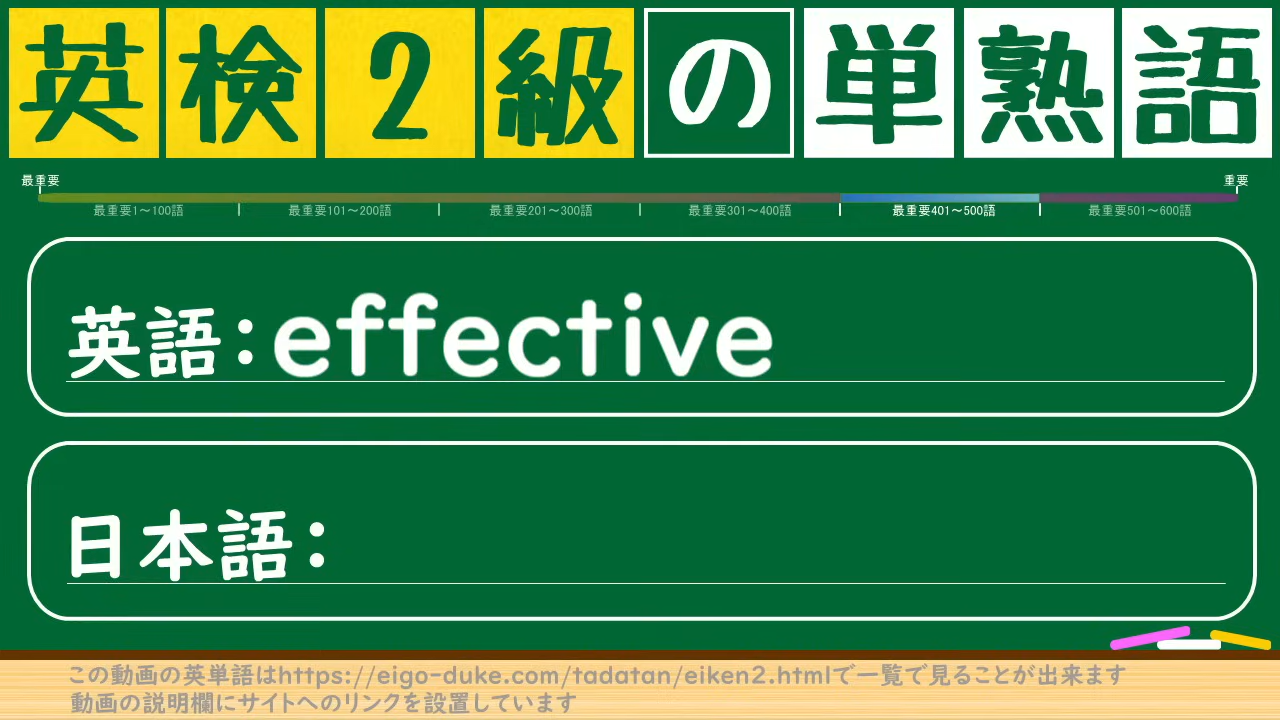 英検2級の単熟語
最重要 重要
最重要1～100語 最重要101～200語 最重要201～300語 最重要301～400語 最重要401～500語 最重要501～600語
英語：effective
日本語：
この動画の英単語はhttps://eigo-duke.com/tadatan/eiken2.htmlで一覧で見ることが出来ます
動画の説明欄にサイトへのリンクを設置しています